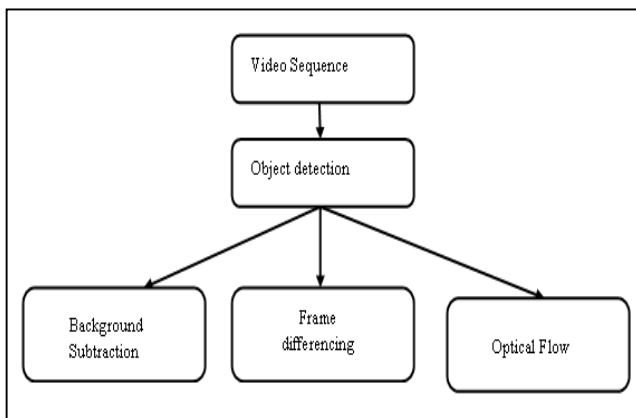 Video Sequence
Object detection
Background
Subtraction
Frame
differencing
Optical Flow